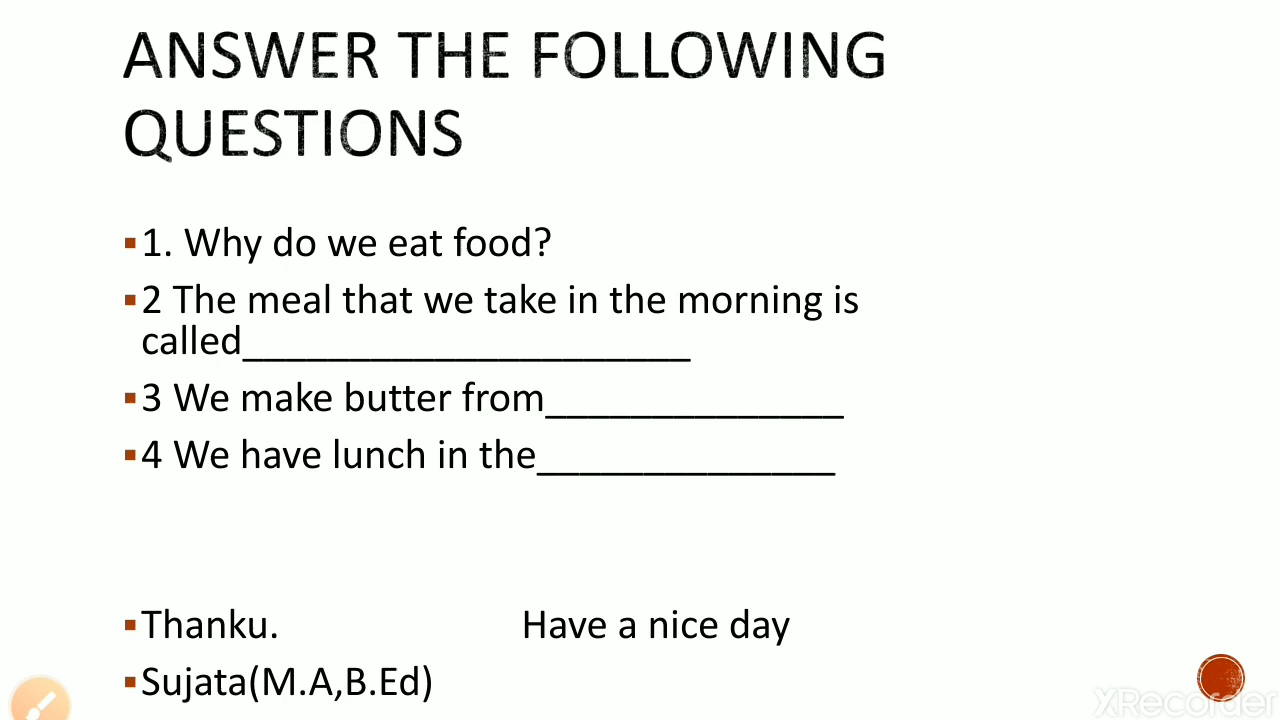 ANSWER THE FOLLOWING
QUESTIONS
▪1. Why do we eat food?
▪2 The meal that we take in the morning is
called_____________________
▪3 We make butter from______________
▪4 We have lunch in the______________
▪Thanku. Have a nice day
▪Sujata(M.A,B.Ed)
XRecorder